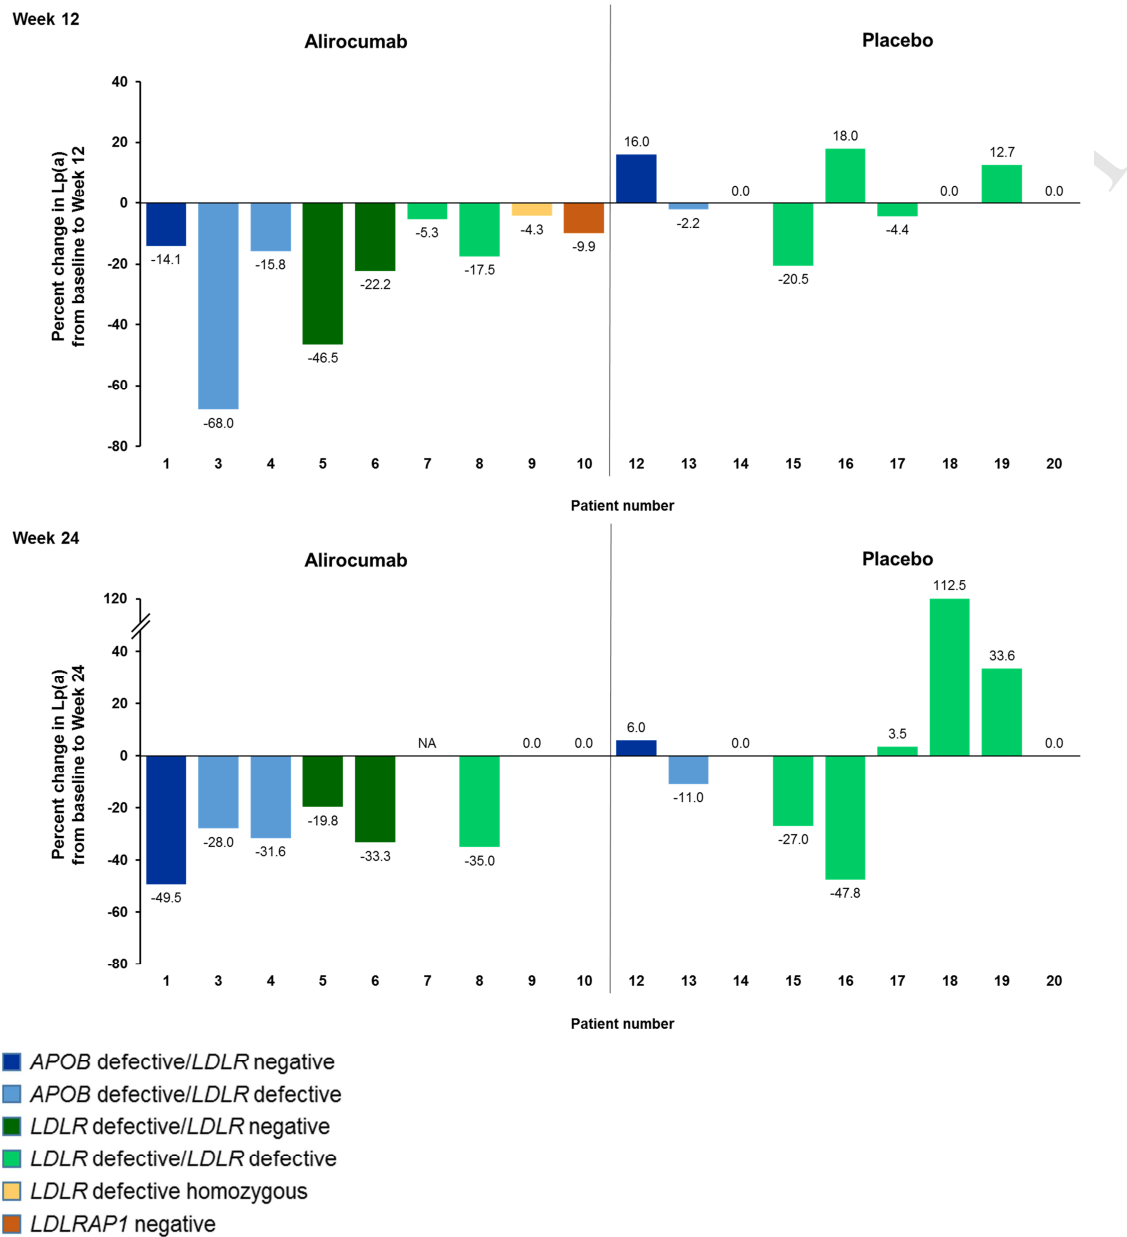 Week 12
Alirocumab
Placebo
Percent change in Lp(a)
from baseline to Week 12
40
20
0
-20
-40
-60
-80
-14.1
-68.0
-15.8
-46.5
-22.2
-5.3
-17.5
-4.3
-9.9
16.0
-2.2
0.0
-20.5
18.0
-4.4
0.0
12.7
0.0
1 3 4 5 6 7 8 9 10 12 13 14 15 16 17 18 19 20
Patient number
Week 24
Alirocumab
Placebo
Percent change in Lp(a)
from baseline to Week 24
120
40
20
0
-20
-40
-60
-80
-49.5
-28.0
-31.6
-19.8
-33.3
NA
-35.0
0.0
0.0
6.0
-11.0
0.0
-27.0
-47.8
3.5
112.5
33.6
0.0
1 3 4 5 6 7 8 9 10 12 13 14 15 16 17 18 19 20
Patient number
APOB defective/LDLR negative
APOB defective/LDLR defective
LDLR defective/LDLR negative
LDLR defective/LDLR defective
LDLR defective homozygous
LDLRAP1 negative